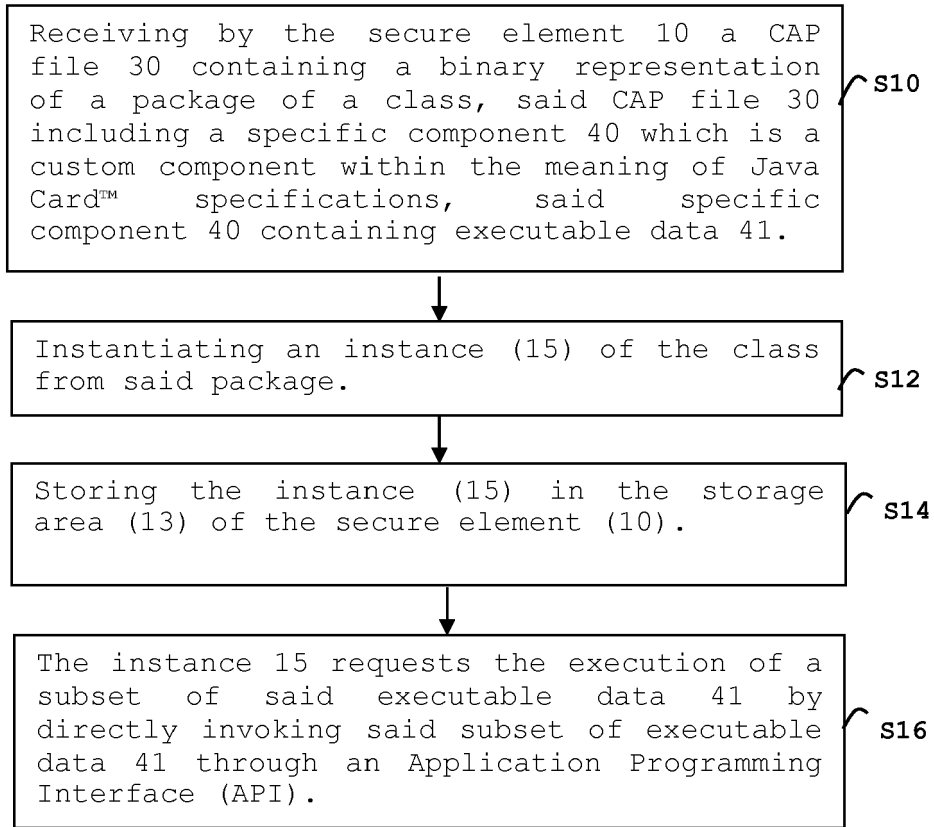 Receiving by the secure element 10 a CAP
file 30 containing a binary representation
of a package of a class, said CAP file 30
including a specific component 40 which is a
custom component within the meaning of Java
Card™ specifications, said specific
component 40 containing executable data 41.
S10
Instantiating an instance (15) of the class
from said package.
S12
Storing the instance (15) in the storage
area (13) of the secure element (10).
S14
The instance 15 requests the execution of a
subset of said executable data 41 by
directly invoking said subset of executable
data 41 through an Application Programming
Interface (API).
S16